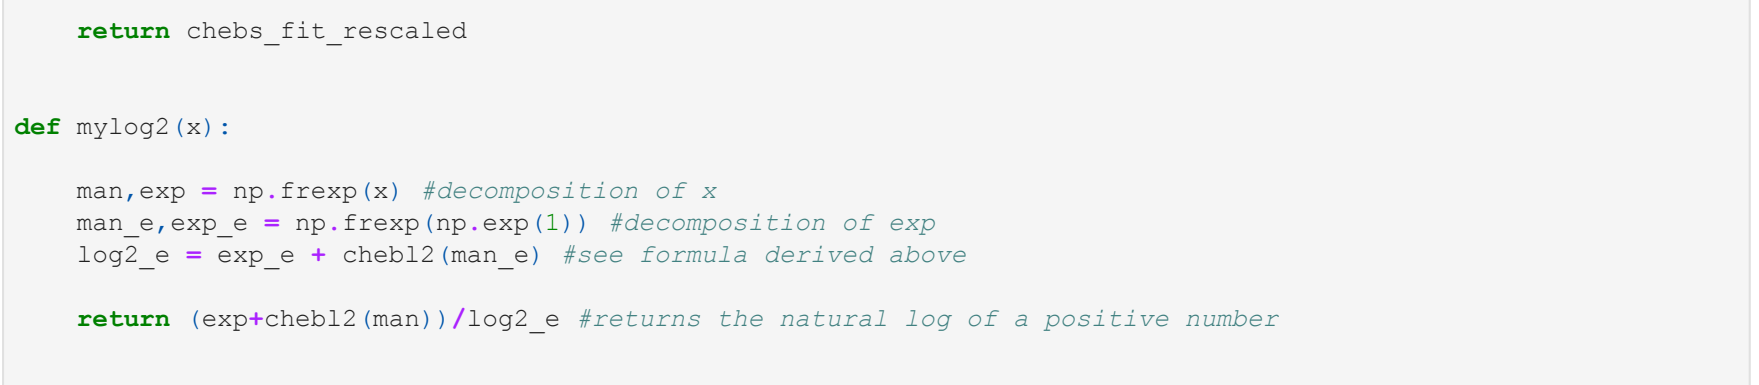 return chebs_fit_rescaled
def mylog2(x):
man,exp = np.frexp(x) #decomposition of x
man_e,exp_e = np.frexp(np.exp(1)) #decomposition of exp
log2_e = exp_e + chebl2(man_e) #see formula derived above
return (exp+chebl2(man))/log2_e #returns the natural log of a positive number